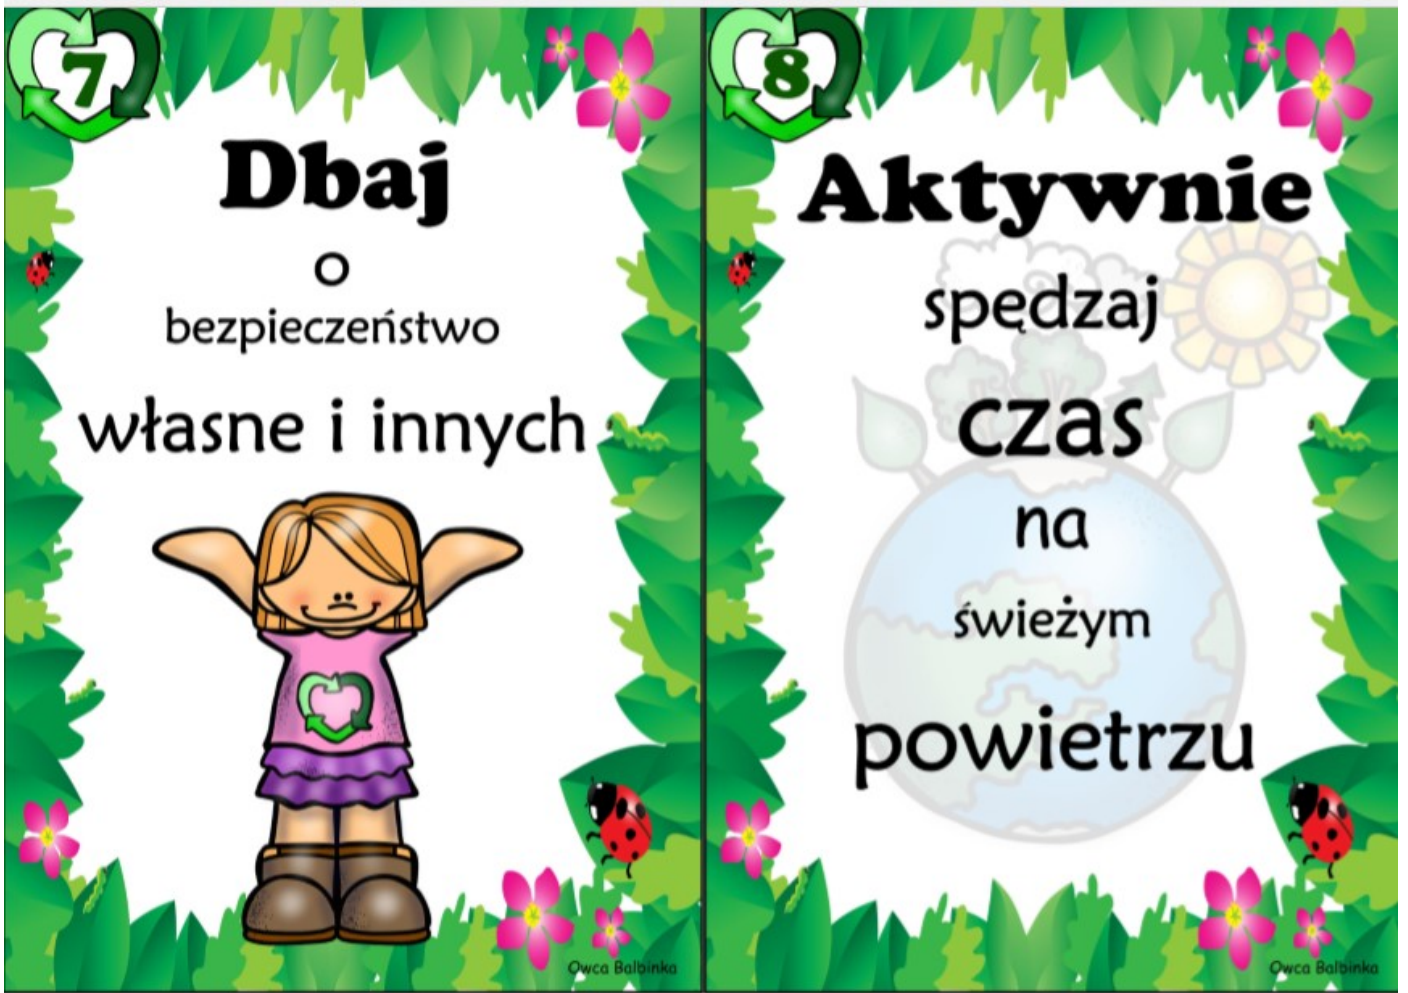 7
Dbaj
o
bezpieczeństwo
własne i innych
Owca Balbinka
8
Aktywnie
spędzaj
czas
na
świeżym
powietrzu
Owca Balbinka